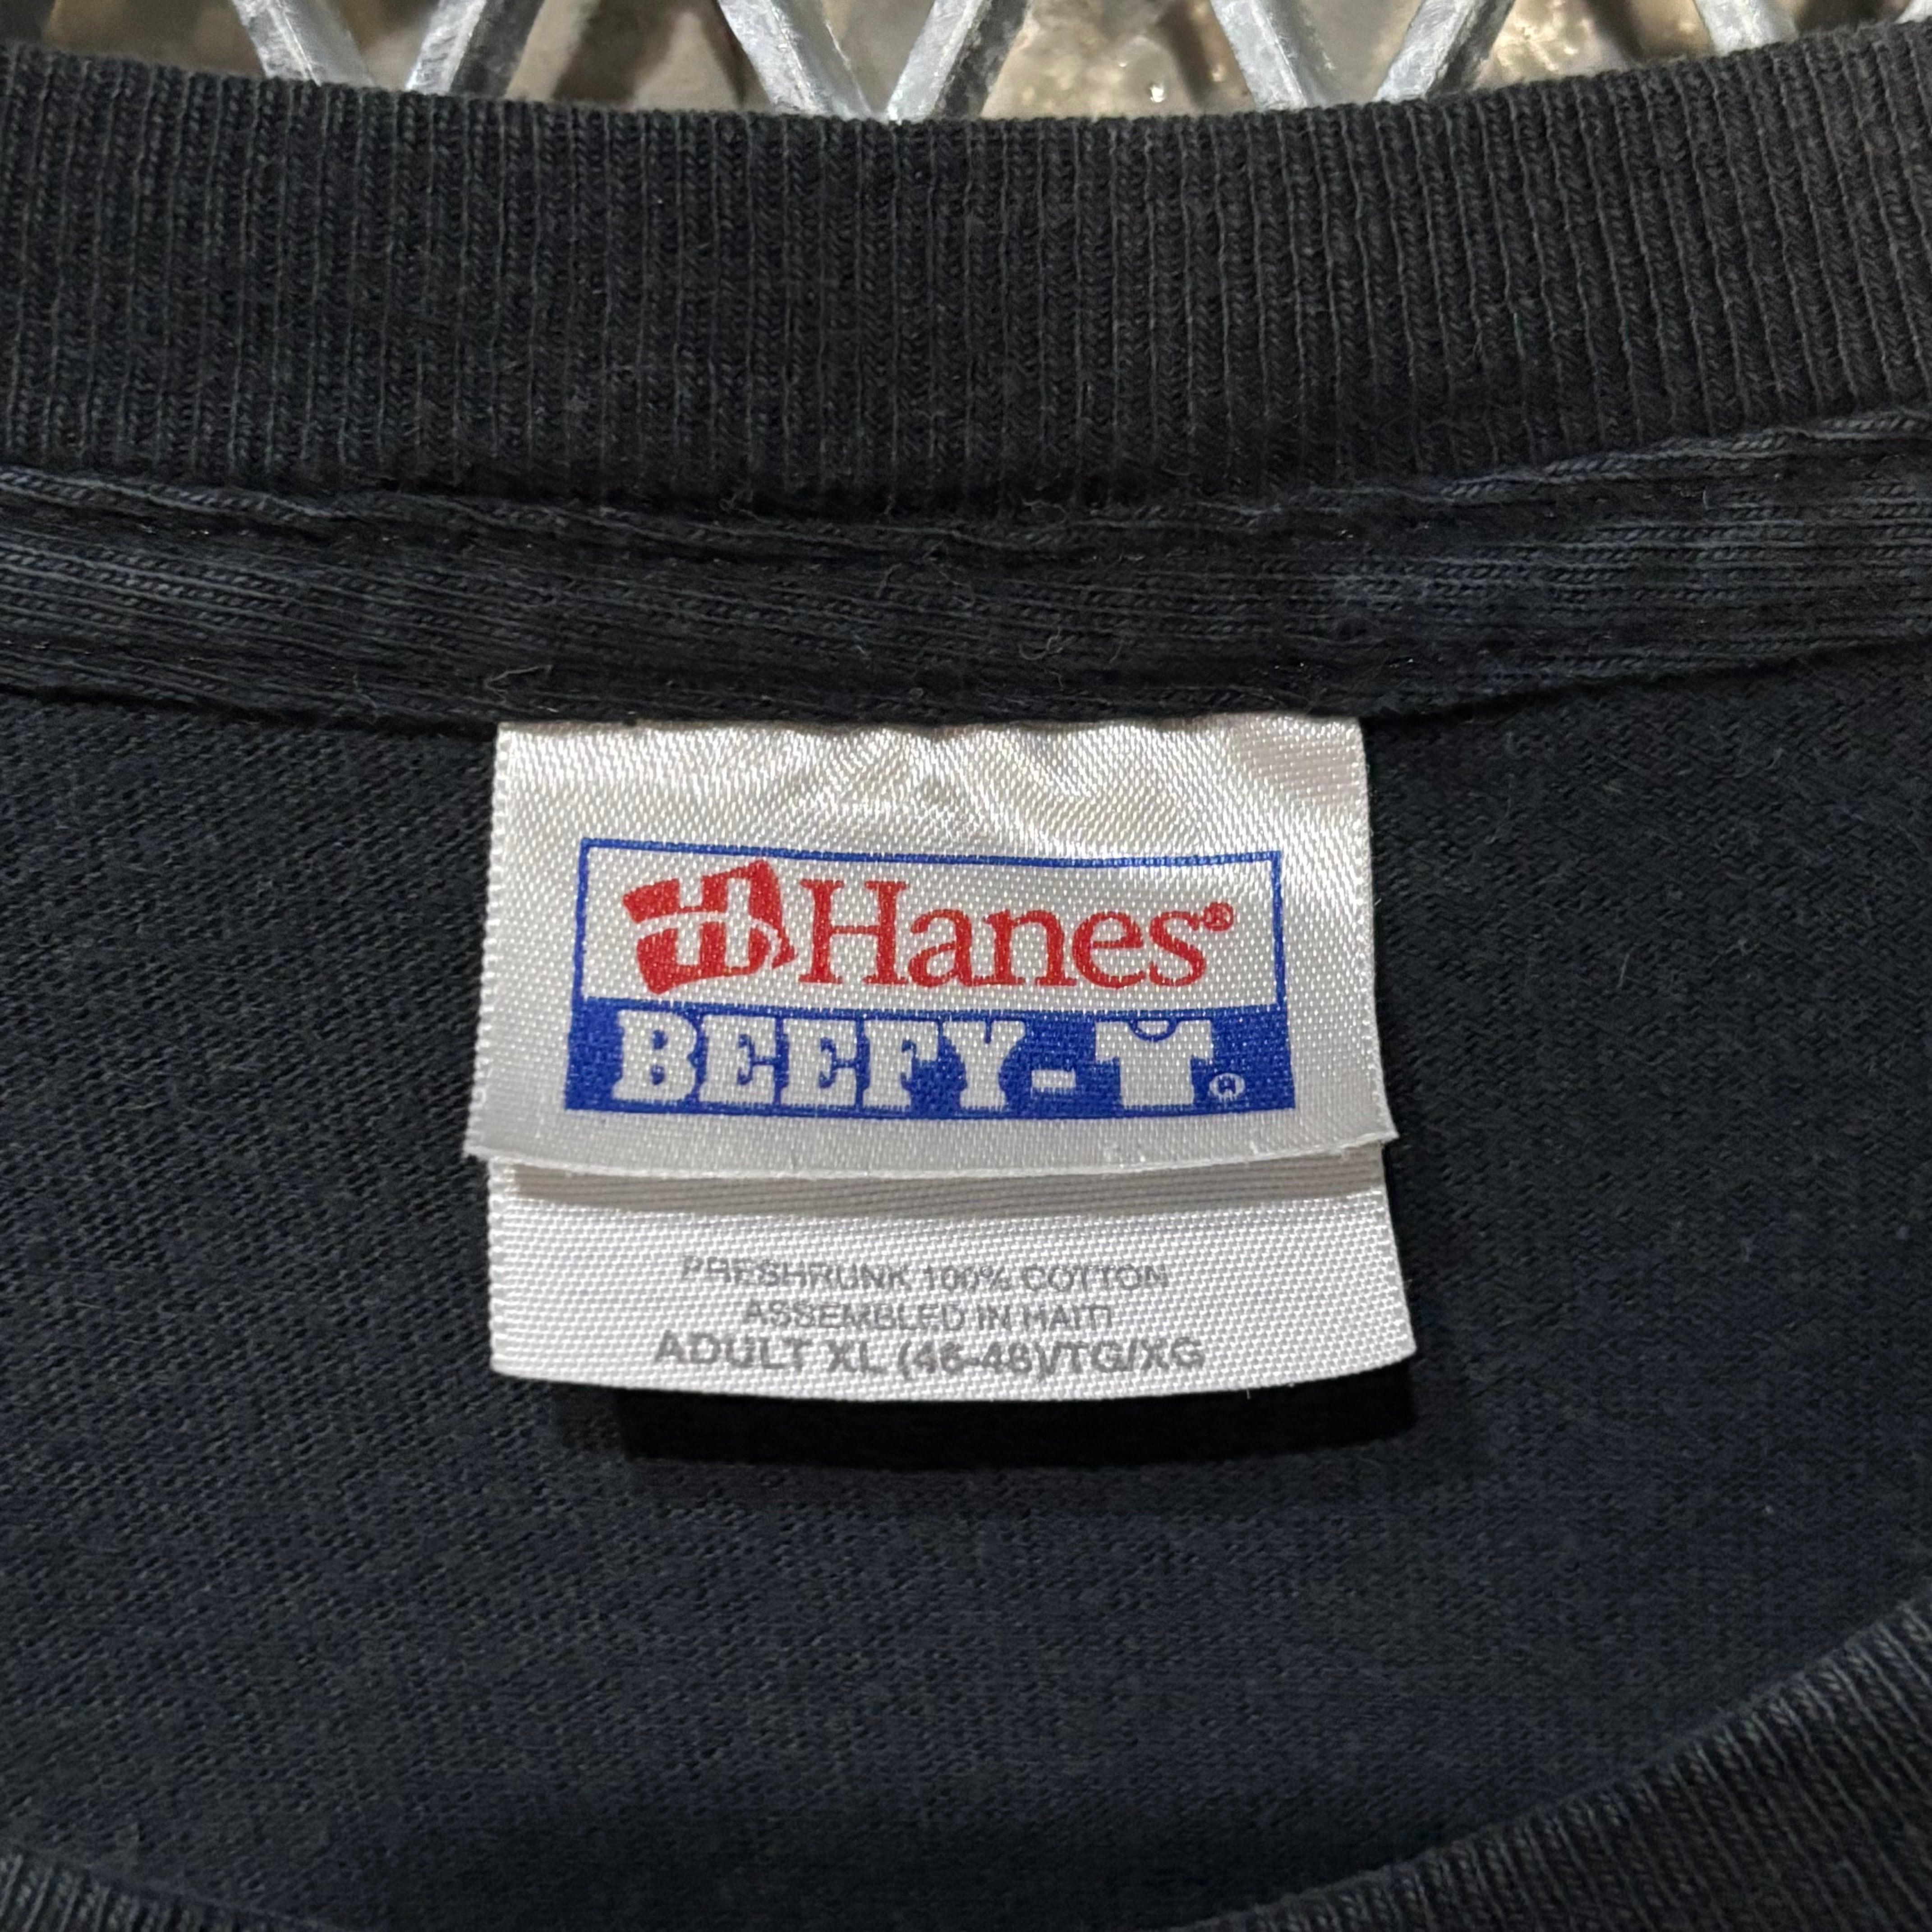 Hanes®
BEEFY-T®
PRESHRUNK 100% COTTON
ASSEMBLED IN HAITI
ADULT XL (46-48)/TG/XG